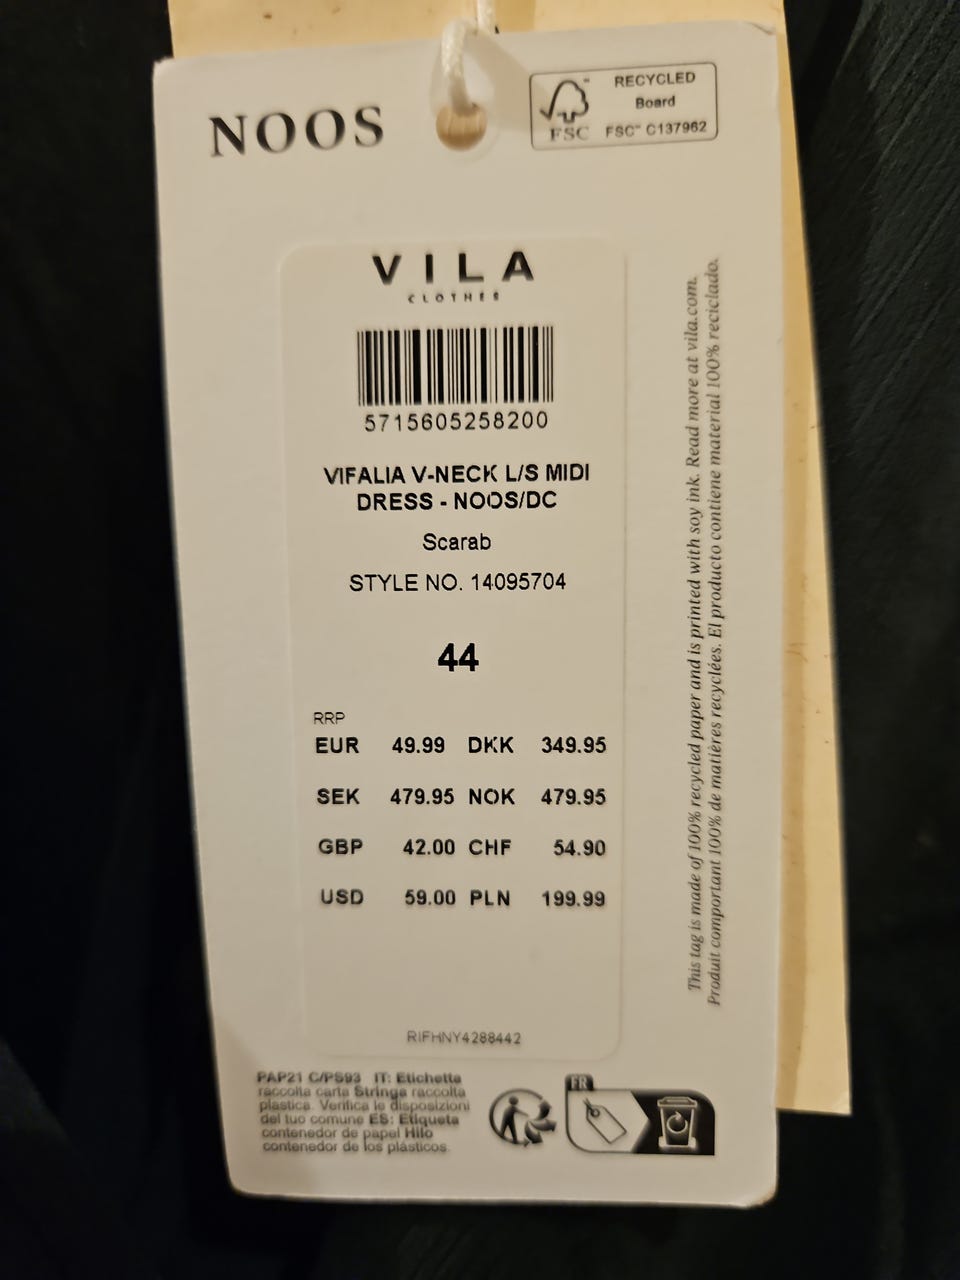 NOOS
RECYCLED
Board
FSC™ C137962
FSC
VILA
CLOTHES
5715605258200
VIFALIA V-NECK L/S MIDI
DRESS - NOOS/DC
Scarab
STYLE NO. 14095704
44
RRP
EUR 49.99 DKK 349.95
SEK 479.95 NOK 479.95
GBP 42.00 CHF 54.90
USD 59.00 PLN 199.99
RIFHNY4288442
PAP21 C/PS93 IT: Etichetta
raccolta carta Stringa raccolta
plastica. Verifica le disposizioni
del tuo comune ES: Etiqueta
contenedor de papel Hilo
contenedor de los plásticos.
FR
This tag is made of 100% recycled paper and is printed with soy ink. Read more at vila.com.
Produit comportant 100% de matières recyclées. El producto contiene material 100% reciclado.